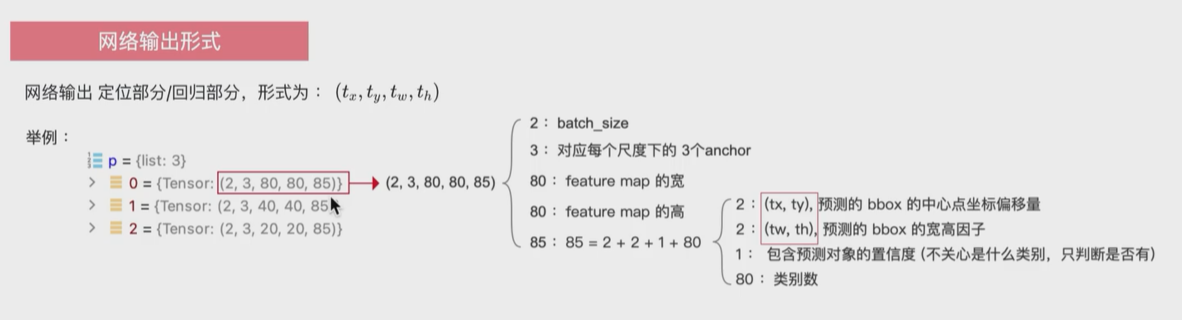 网络输出形式
网络输出 定位部分/回归部分，形式为： (tx, ty, tw, th)
举例：
p = {list: 3}
0 = {Tensor: (2, 3, 80, 80, 85)}
1 = {Tensor: (2, 3, 40, 40, 85
2 = {Tensor: (2, 3, 20, 20, 85)}
(2, 3, 80, 80, 85)
2： batch_size
3： 对应每个尺度下的 3个anchor
80： feature map 的宽
80： feature map 的高
85： 85 = 2 + 2 + 1 + 80
2： (tx, ty), 预测的 bbox 的中心点坐标偏移量
2： (tw, th), 预测的 bbox 的宽高因子
1： 包含预测对象的置信度 (不关心是什么类别，只判断是否有)
80： 类别数